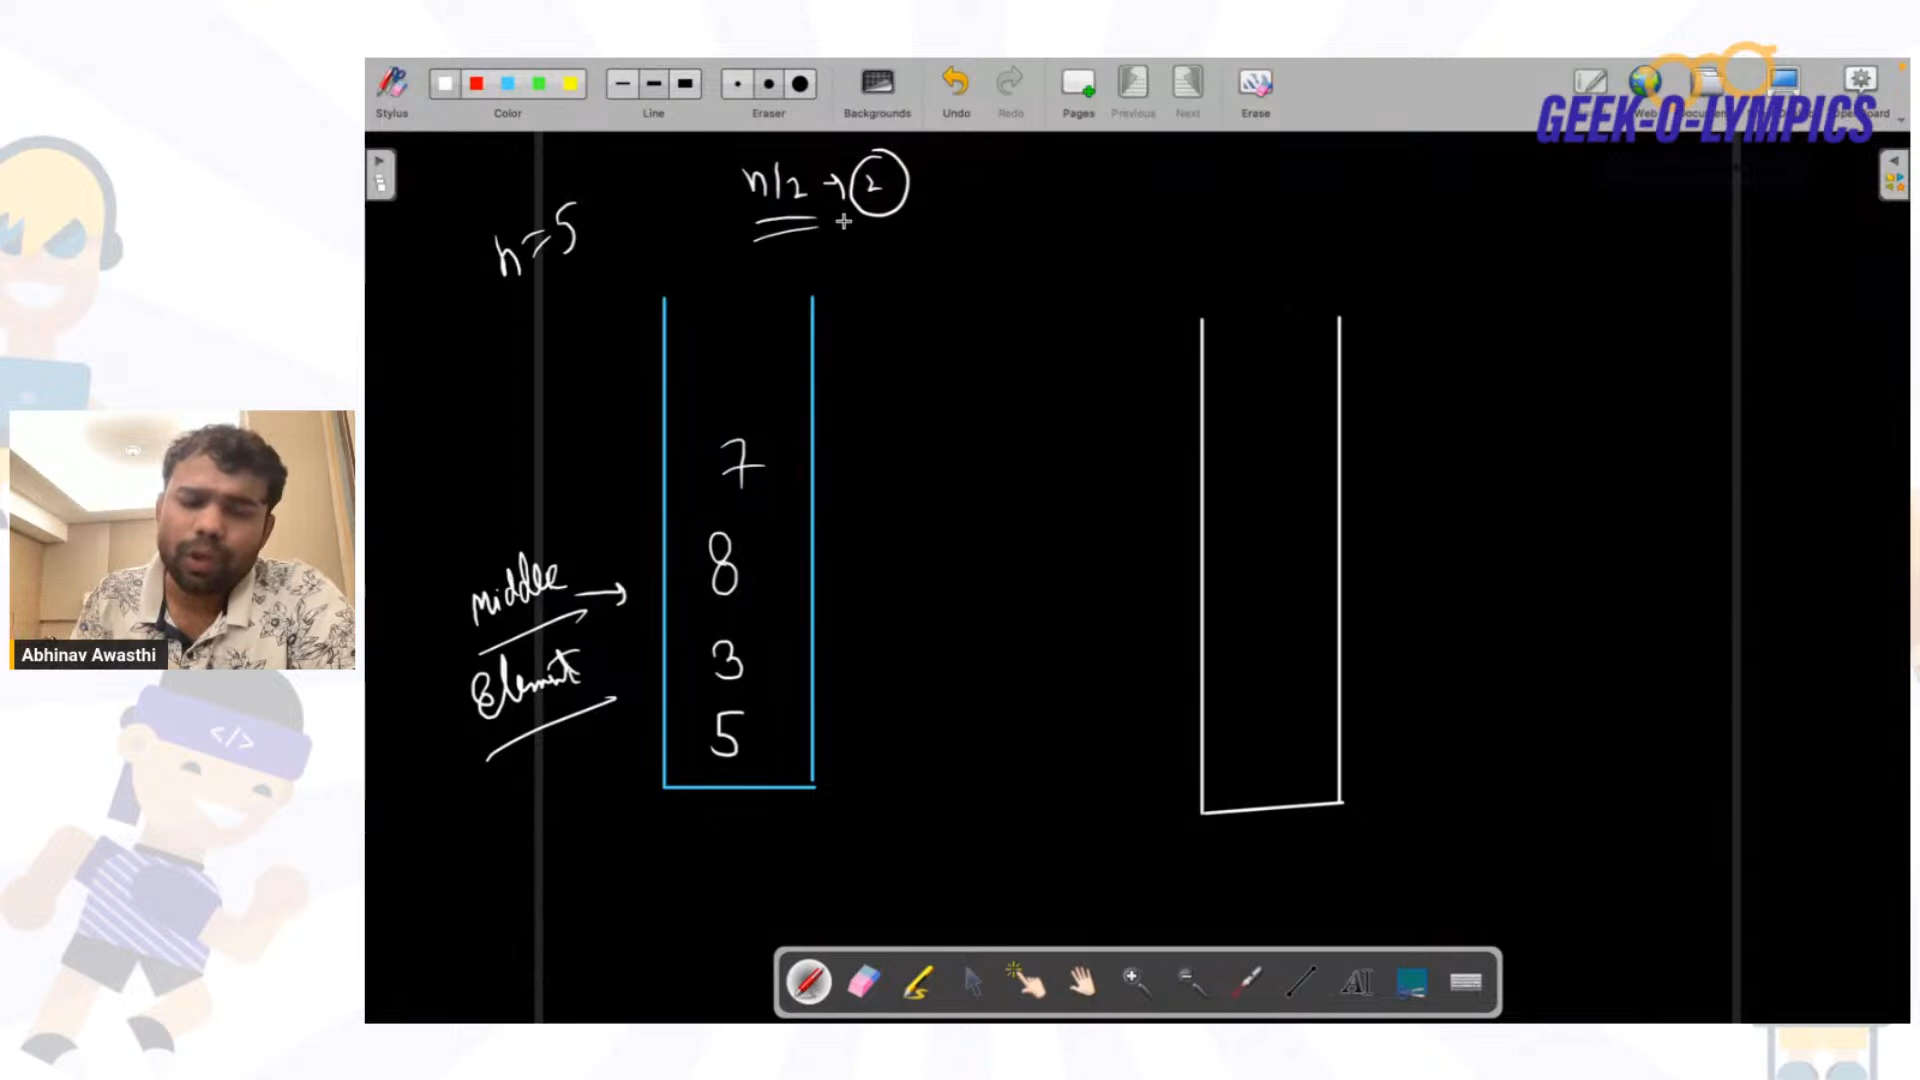 Stylus
Color
Line
Eraser
Backgrounds
Undo
Redo
Pages
Previous
Next
Erase
GEEK-O-LYMPICS
n/2 → 2
n=5
7
8
3
5
Middle →
Element
</>
Abhinav Awasthi
AI